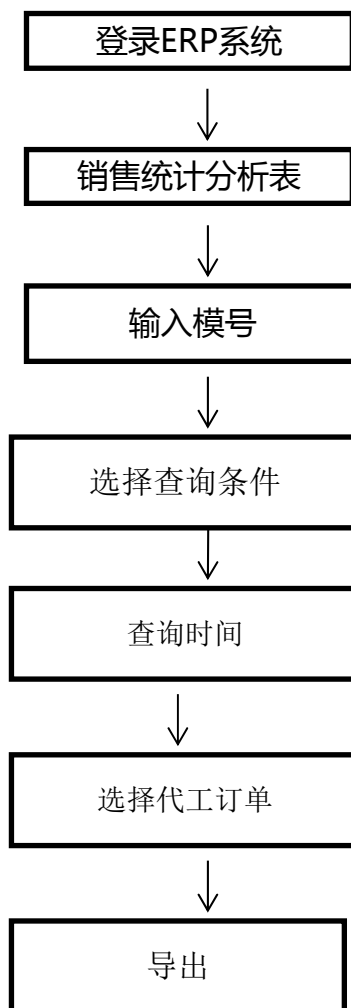 登录ERP系统
销售统计分析表
输入模号
选择查询条件
查询时间
选择代工订单
导出